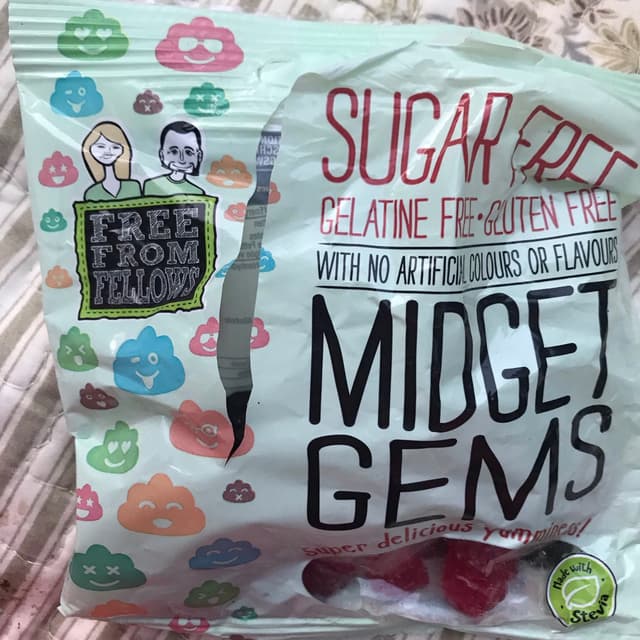 FREE
FROM
FELLOWS
SUGAR FREE
GELATINE FREE•GLUTEN FREE
WITH NO ARTIFICIAL COLOURS OR FLAVOURS
MIDGET
GEMS
super delicious yumminess!
Made with
Stevia